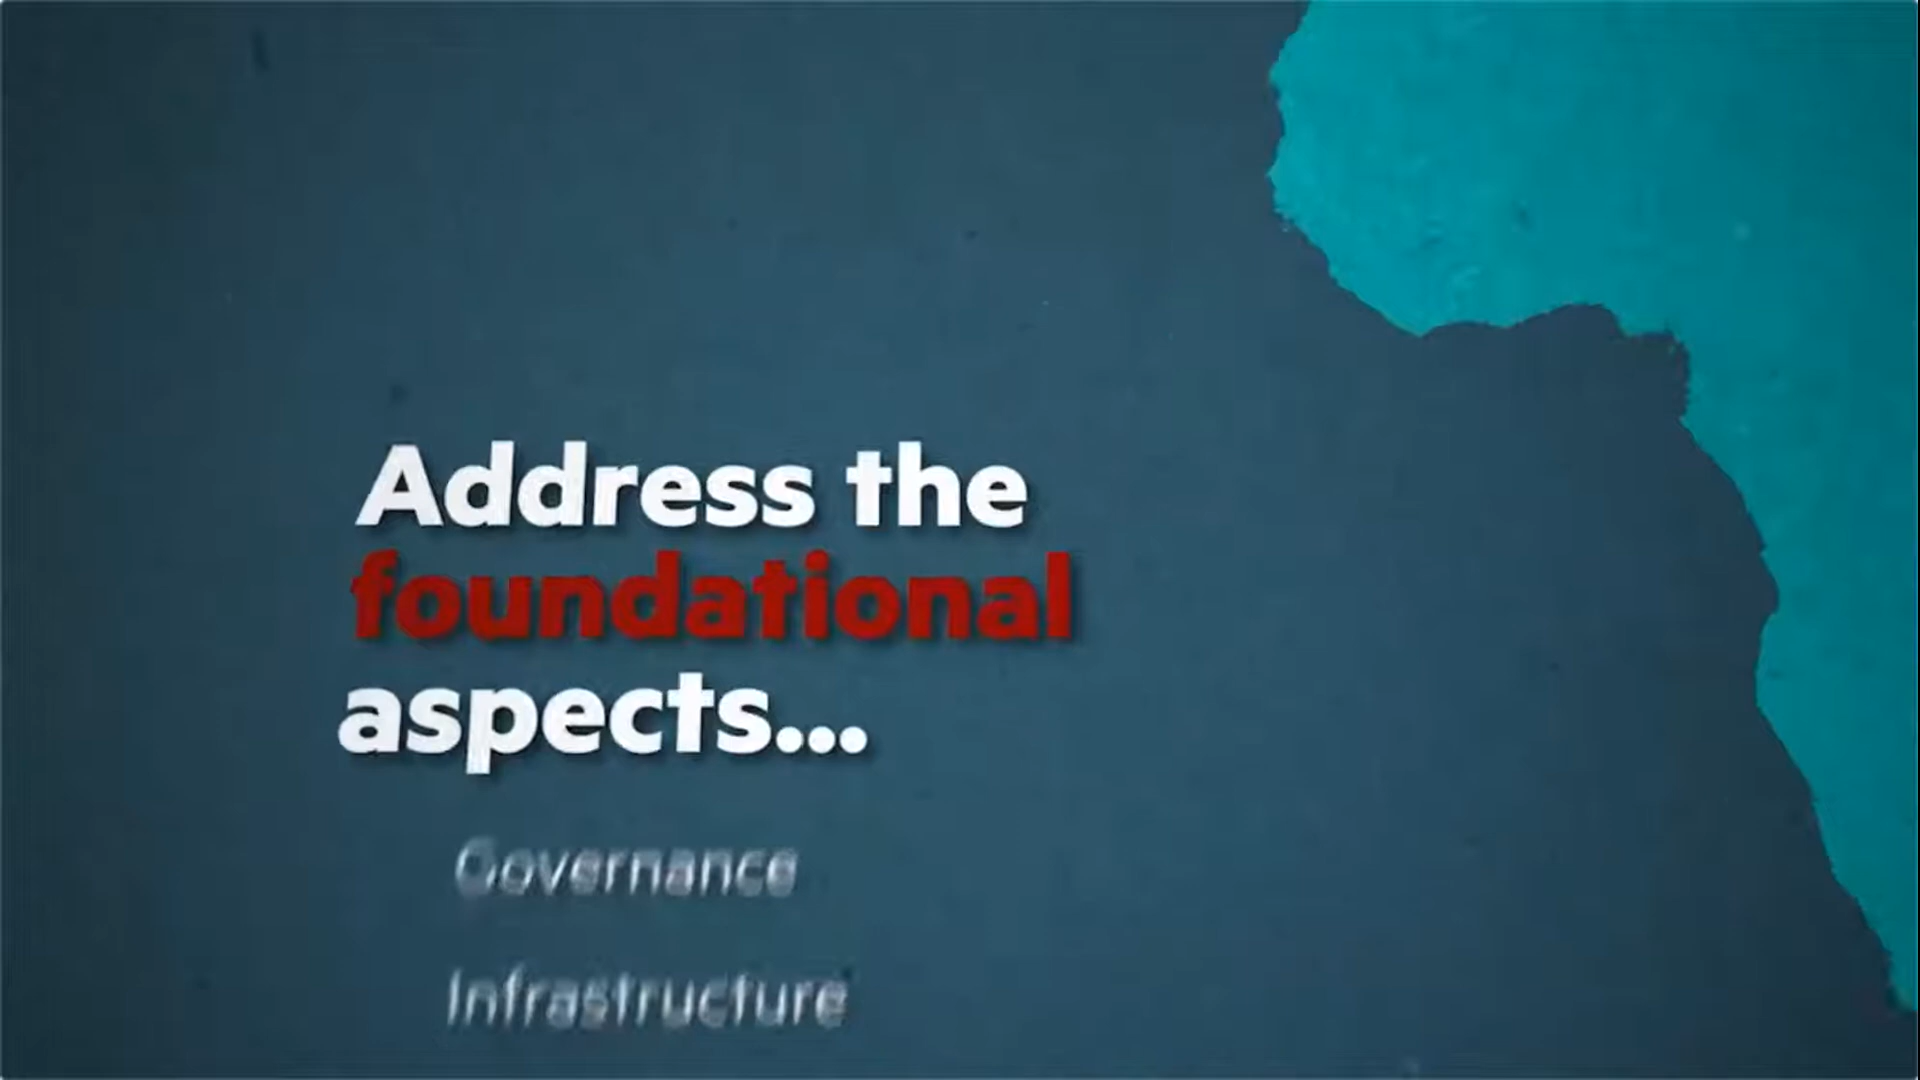 Address the
foundational
aspects...
Governance
Infrastructure